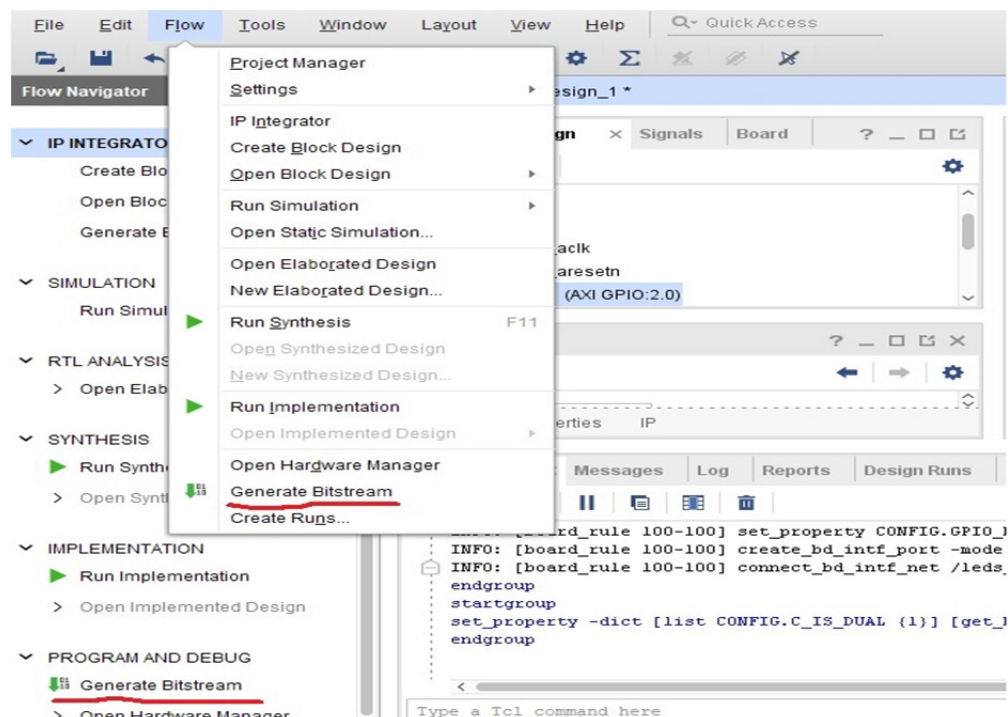 File Edit Flow Tools Window Layout View Help Quick Access
Flow Navigator
esign_1 *
Project Manager
Settings
IP Integrator
Create Block Design
Open Block Design
Run Simulation
Open Static Simulation...
Open Elaborated Design
New Elaborated Design...
Run Synthesis F11
Open Synthesized Design
New Synthesized Design...
Run Implementation
Open Implemented Design
Open Hardware Manager
Generate Bitstream
Create Runs...
IP INTEGRATO
Create Blo
Open Bloc
Generate B
SIMULATION
Run Simul
RTL ANALYSIS
Open Elab
SYNTHESIS
Run Synth
Open Synt
IMPLEMENTATION
Run Implementation
Open Implemented Design
PROGRAM AND DEBUG
Generate Bitstream
Open Hardware Manager
gn × Signals Board ?
aclk
aresetn
(AXI GPIO:2.0)
?
erties IP
Messages Log Reports Design Runs
INFO: [board_rule 100-100] set_property CONFIG.GPIO_
INFO: [board_rule 100-100] create_bd_intf_port -mode
INFO: [board_rule 100-100] connect_bd_intf_net /leds_
endgroup
startgroup
set_property -dict [list CONFIG.C_IS_DUAL {1}] [get_
endgroup
Type a Tcl command here